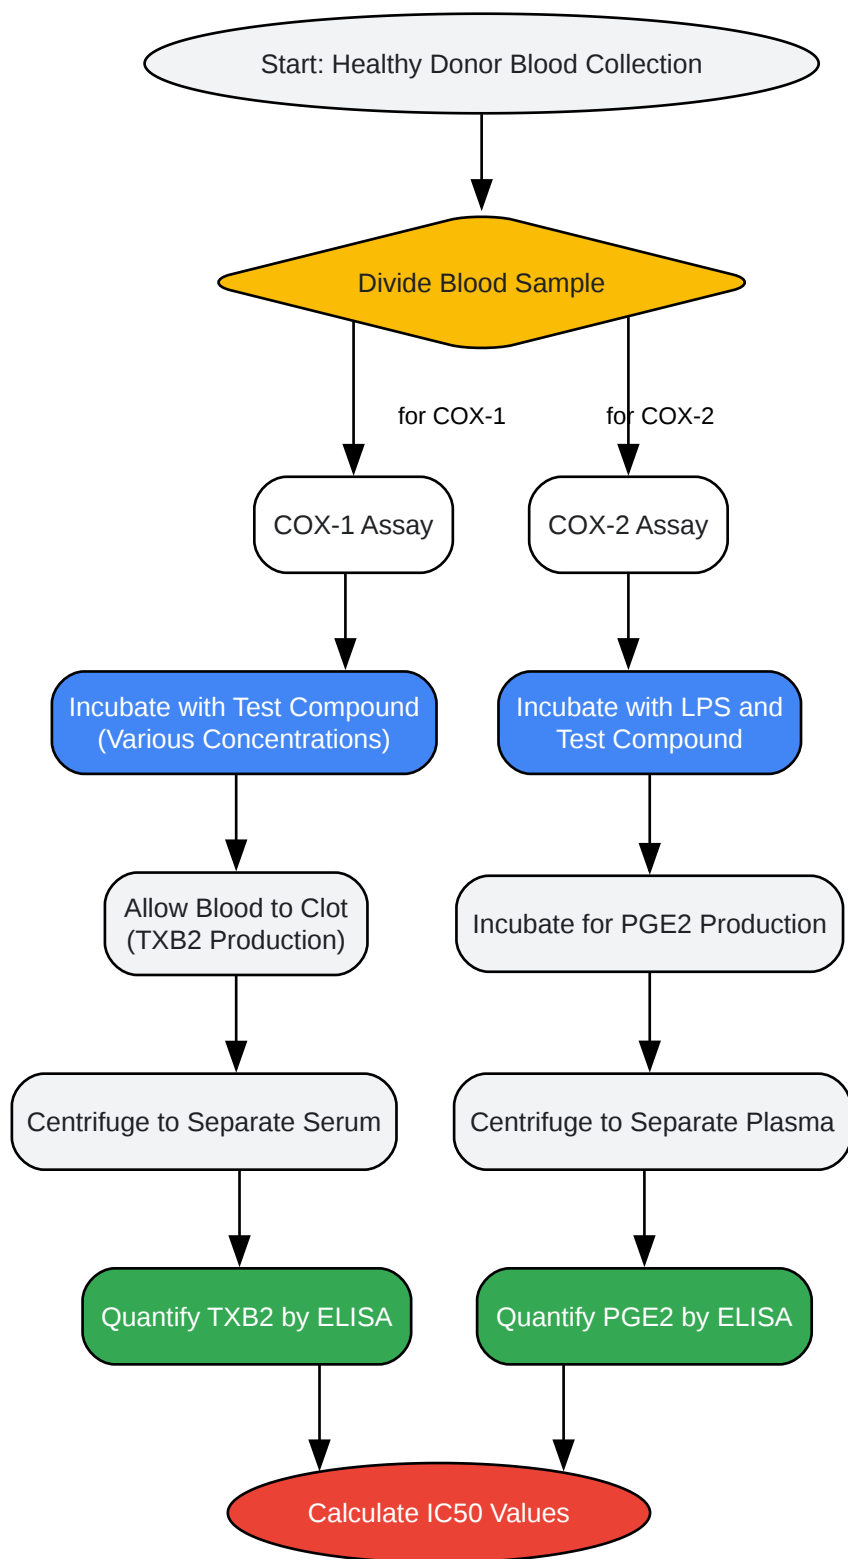 Start: Healthy Donor Blood Collection
Divide Blood Sample
for COX-1
for COX-2
COX-1 Assay
COX-2 Assay
Incubate with Test Compound
(Various Concentrations)
Incubate with LPS and
Test Compound
Allow Blood to Clot
(TXB2 Production)
Incubate for PGE2 Production
Centrifuge to Separate Serum
Centrifuge to Separate Plasma
Quantify TXB2 by ELISA
Quantify PGE2 by ELISA
Calculate IC50 Values